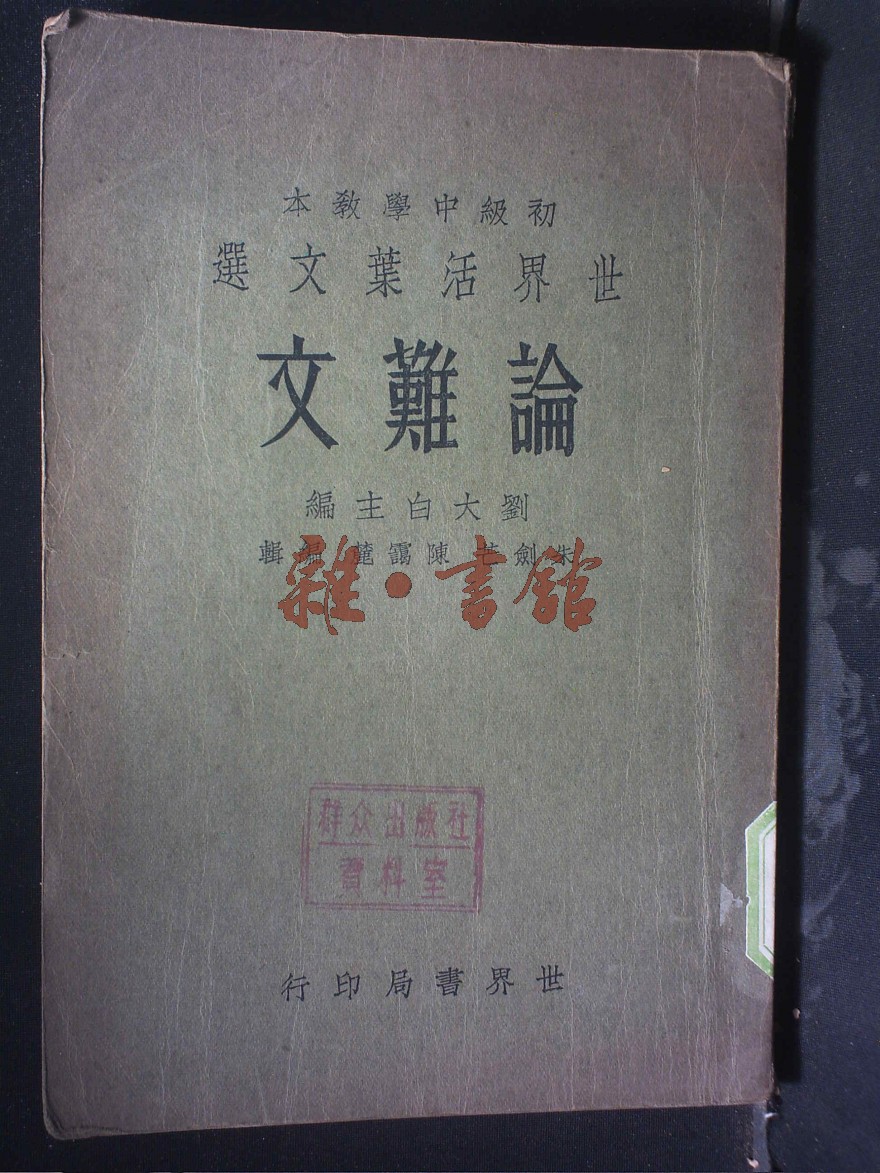 初級中學教本
世界活葉文選
論難文
劉大白主編
朱劍芒 陳靄麓 編輯
雜·書館
群众出版社
資料室
世界書局印行